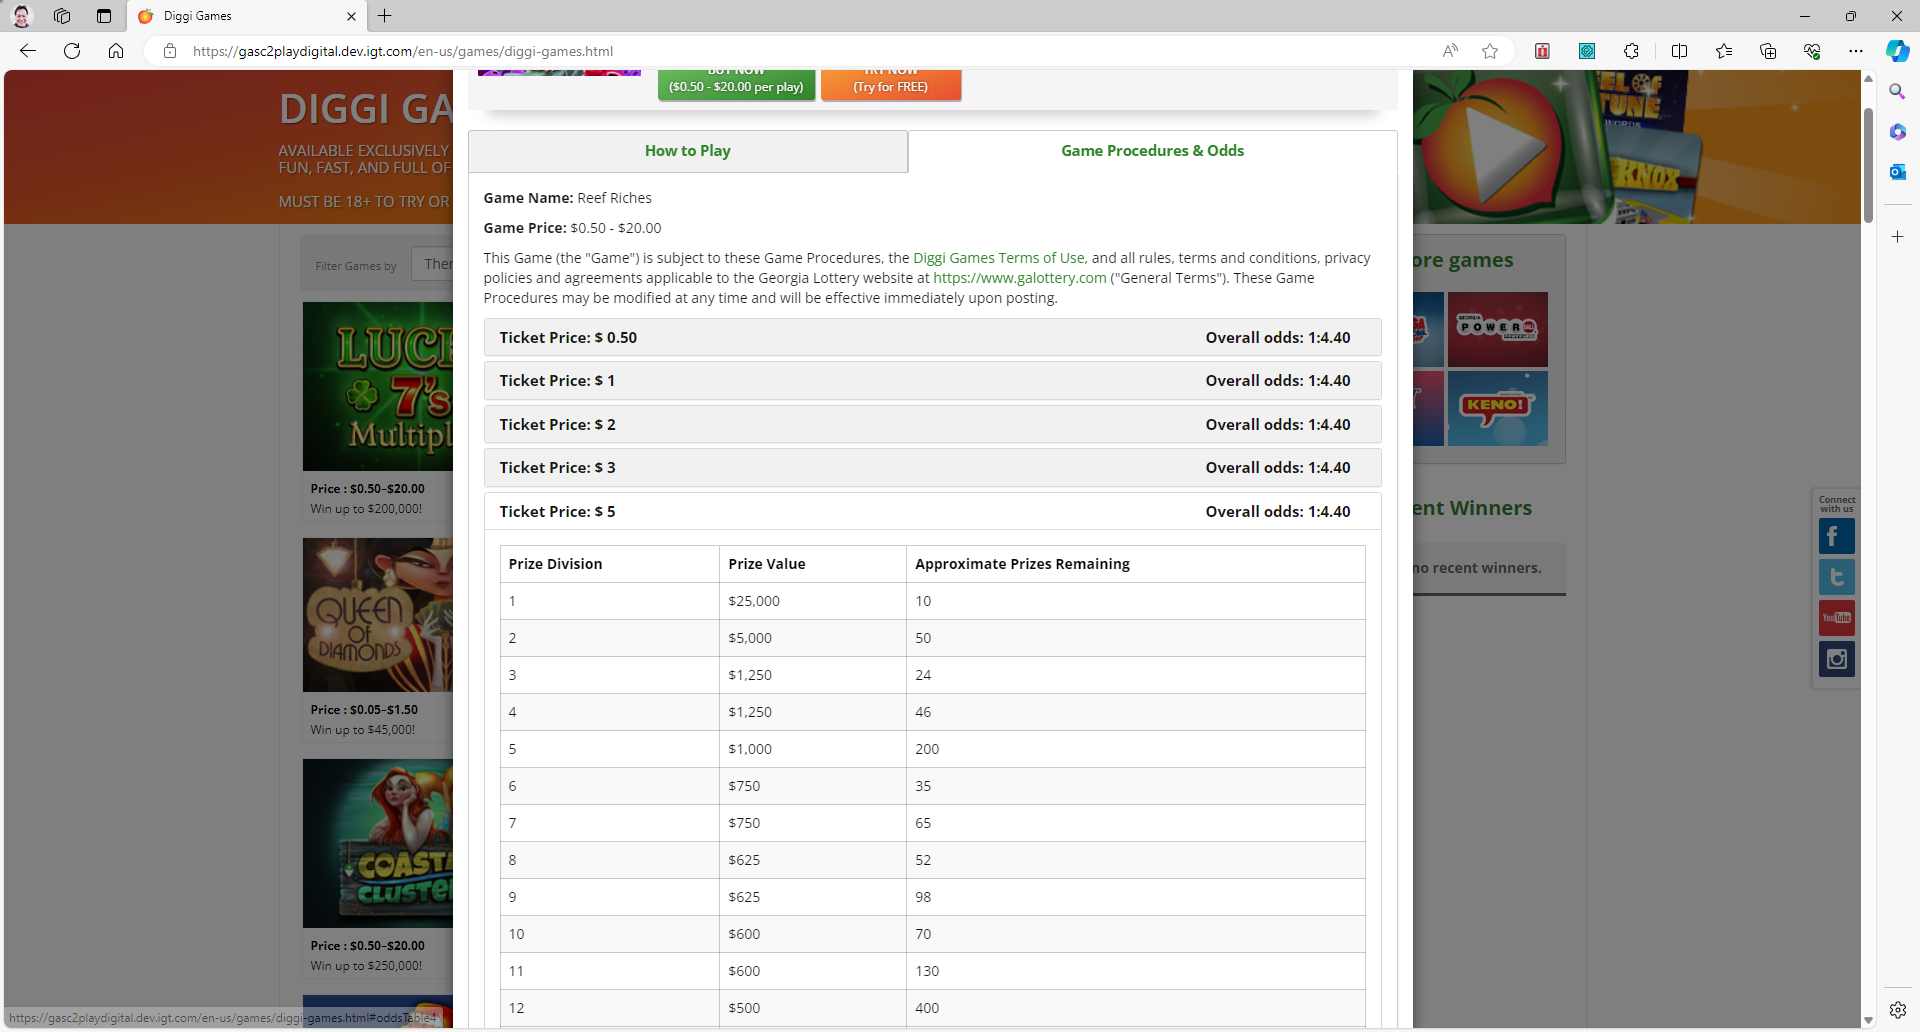 Diggi Games
https://gasc2playdigital.dev.igt.com/en-us/games/diggi-games.html
DIGGI GA
AVAILABLE EXCLUSIVELY
FUN, FAST, AND FULL OF
MUST BE 18+ TO TRY OR
Filter Games by
LUC
7's
Multipl
Price : $0.50-$20.00
Win up to $200,000!
QUEEN
OF
DIAMONDS
Price : $0.05-$1.50
Win up to $45,000!
COAST
CLUSTE
Price : $0.50-$20.00
Win up to $250,000!
BUY NOW
($0.50 - $20.00 per play)
TRY NOW
(Try for FREE)
How to Play
Game Procedures & Odds
Game Name: Reef Riches
Game Price: $0.50 - $20.00
This Game (the "Game") is subject to these Game Procedures, the Diggi Games Terms of Use, and all rules, terms and conditions, privacy
policies and agreements applicable to the Georgia Lottery website at https://www.galottery.com ("General Terms"). These Game
Procedures may be modified at any time and will be effective immediately upon posting.
Ticket Price: $ 0.50 Overall odds: 1:4.40
Ticket Price: $ 1 Overall odds: 1:4.40
Ticket Price: $ 2 Overall odds: 1:4.40
Ticket Price: $ 3 Overall odds: 1:4.40
Ticket Price: $ 5 Overall odds: 1:4.40
Prize Division Prize Value Approximate Prizes Remaining
1 $25,000 10
2 $5,000 50
3 $1,250 24
4 $1,250 46
5 $1,000 200
6 $750 35
7 $750 65
8 $625 52
9 $625 98
10 $600 70
11 $600 130
12 $500 400
EL OF
TUNE
WORDS
KNOX
ore games
GEORGIA
POWERBALL
KENO!
ent Winners
no recent winners.
Connect
with us
YouTube
https://gasc2playdigital.dev.igt.com/en-us/games/diggi-games.html#oddsTable4